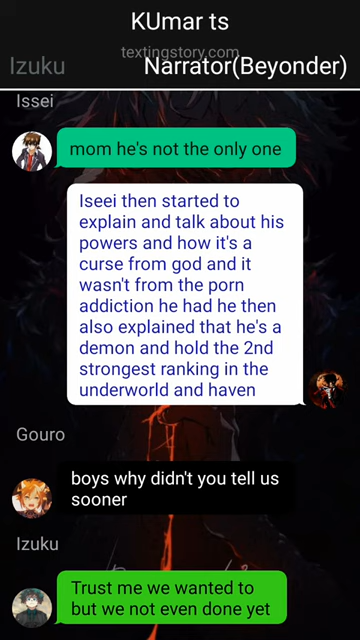 KUmar ts
textingstory.com
Izuku
Narrator(Beyonder)
Issei
mom he's not the only one
Iseei then started to
explain and talk about his
powers and how it's a
curse from god and it
wasn't from the porn
addiction he had he then
also explained that he's a
demon and hold the 2nd
strongest ranking in the
underworld and haven
Gouro
boys why didn't you tell us
sooner
Izuku
Trust me we wanted to
but we not even done yet